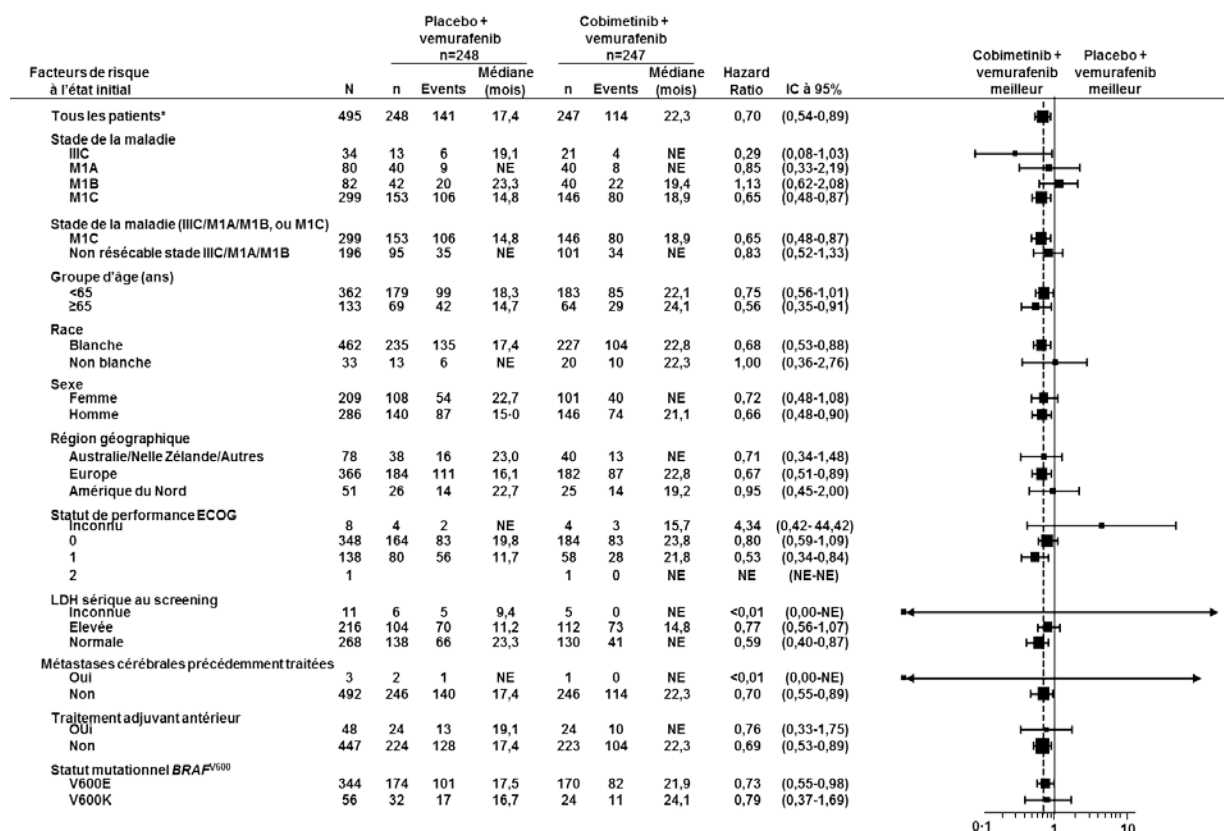 Placebo + Cobimetinib +
vemurafenib vemurafenib Cobimetinib + Placebo +
n=248 n=247 vemurafenib vemurafenib
Facteurs de risque Médiane Médiane Hazard meilleur meilleur
à l'état initial N n Events (mois) n Events (mois) Ratio IC à 95%
Tous les patients* 495 248 141 17,4 247 114 22,3 0,70 (0,54-0,89)
Stade de la maladie
IIIC 34 13 6 19,1 21 4 NE 0,29 (0,08-1,03)
M1A 80 40 9 NE 40 8 NE 0,85 (0,33-2,19)
M1B 82 42 20 23,3 40 22 19,4 1,13 (0,62-2,08)
M1C 299 153 106 14,8 146 80 18,9 0,65 (0,48-0,87)
Stade de la maladie (IIIC/M1A/M1B, ou M1C)
M1C 299 153 106 14,8 146 80 18,9 0,65 (0,48-0,87)
Non résécable stade IIIC/M1A/M1B 196 95 35 NE 101 34 NE 0,83 (0,52-1,33)
Groupe d'âge (ans)
<65 362 179 99 18,3 183 85 22,1 0,75 (0,56-1,01)
≥65 133 69 42 14,7 64 29 24,1 0,56 (0,35-0,91)
Race
Blanche 462 235 135 17,4 227 104 22,8 0,68 (0,53-0,88)
Non blanche 33 13 6 NE 20 10 22,3 1,00 (0,36-2,76)
Sexe
Femme 209 108 54 22,7 101 40 NE 0,72 (0,48-1,08)
Homme 286 140 87 15·0 146 74 21,1 0,66 (0,48-0,90)
Région géographique
Australie/Nelle Zélande/Autres 78 38 16 23,0 40 13 NE 0,71 (0,34-1,48)
Europe 366 184 111 16,1 182 87 22,8 0,67 (0,51-0,89)
Amérique du Nord 51 26 14 22,7 25 14 19,2 0,95 (0,45-2,00)
Statut de performance ECOG
Inconnu 8 4 2 NE 4 3 15,7 4,34 (0,42- 44,42)
0 348 164 83 19,8 184 83 23,8 0,80 (0,59-1,09)
1 138 80 56 11,7 58 28 21,8 0,53 (0,34-0,84)
2 1 1 0 NE NE (NE-NE)
LDH sérique au screening
Inconnue 11 6 5 9,4 5 0 NE <0,01 (0,00-NE)
Elevée 216 104 70 11,2 112 73 14,8 0,77 (0,56-1,07)
Normale 268 138 66 23,3 130 41 NE 0,59 (0,40-0,87)
Métastases cérébrales précédemment traitées
Oui 3 2 1 NE 1 0 NE <0,01 (0,00-NE)
Non 492 246 140 17,4 246 114 22,3 0,70 (0,55-0,89)
Traitement adjuvant antérieur
OUi 48 24 13 19,1 24 10 NE 0,76 (0,33-1,75)
Non 447 224 128 17,4 223 104 22,3 0,69 (0,53-0,89)
Statut mutationnel BRAFV600
V600E 344 174 101 17,5 170 82 21,9 0,73 (0,55-0,98)
V600K 56 32 17 16,7 24 11 24,1 0,79 (0,37-1,69)
0·1 1 10